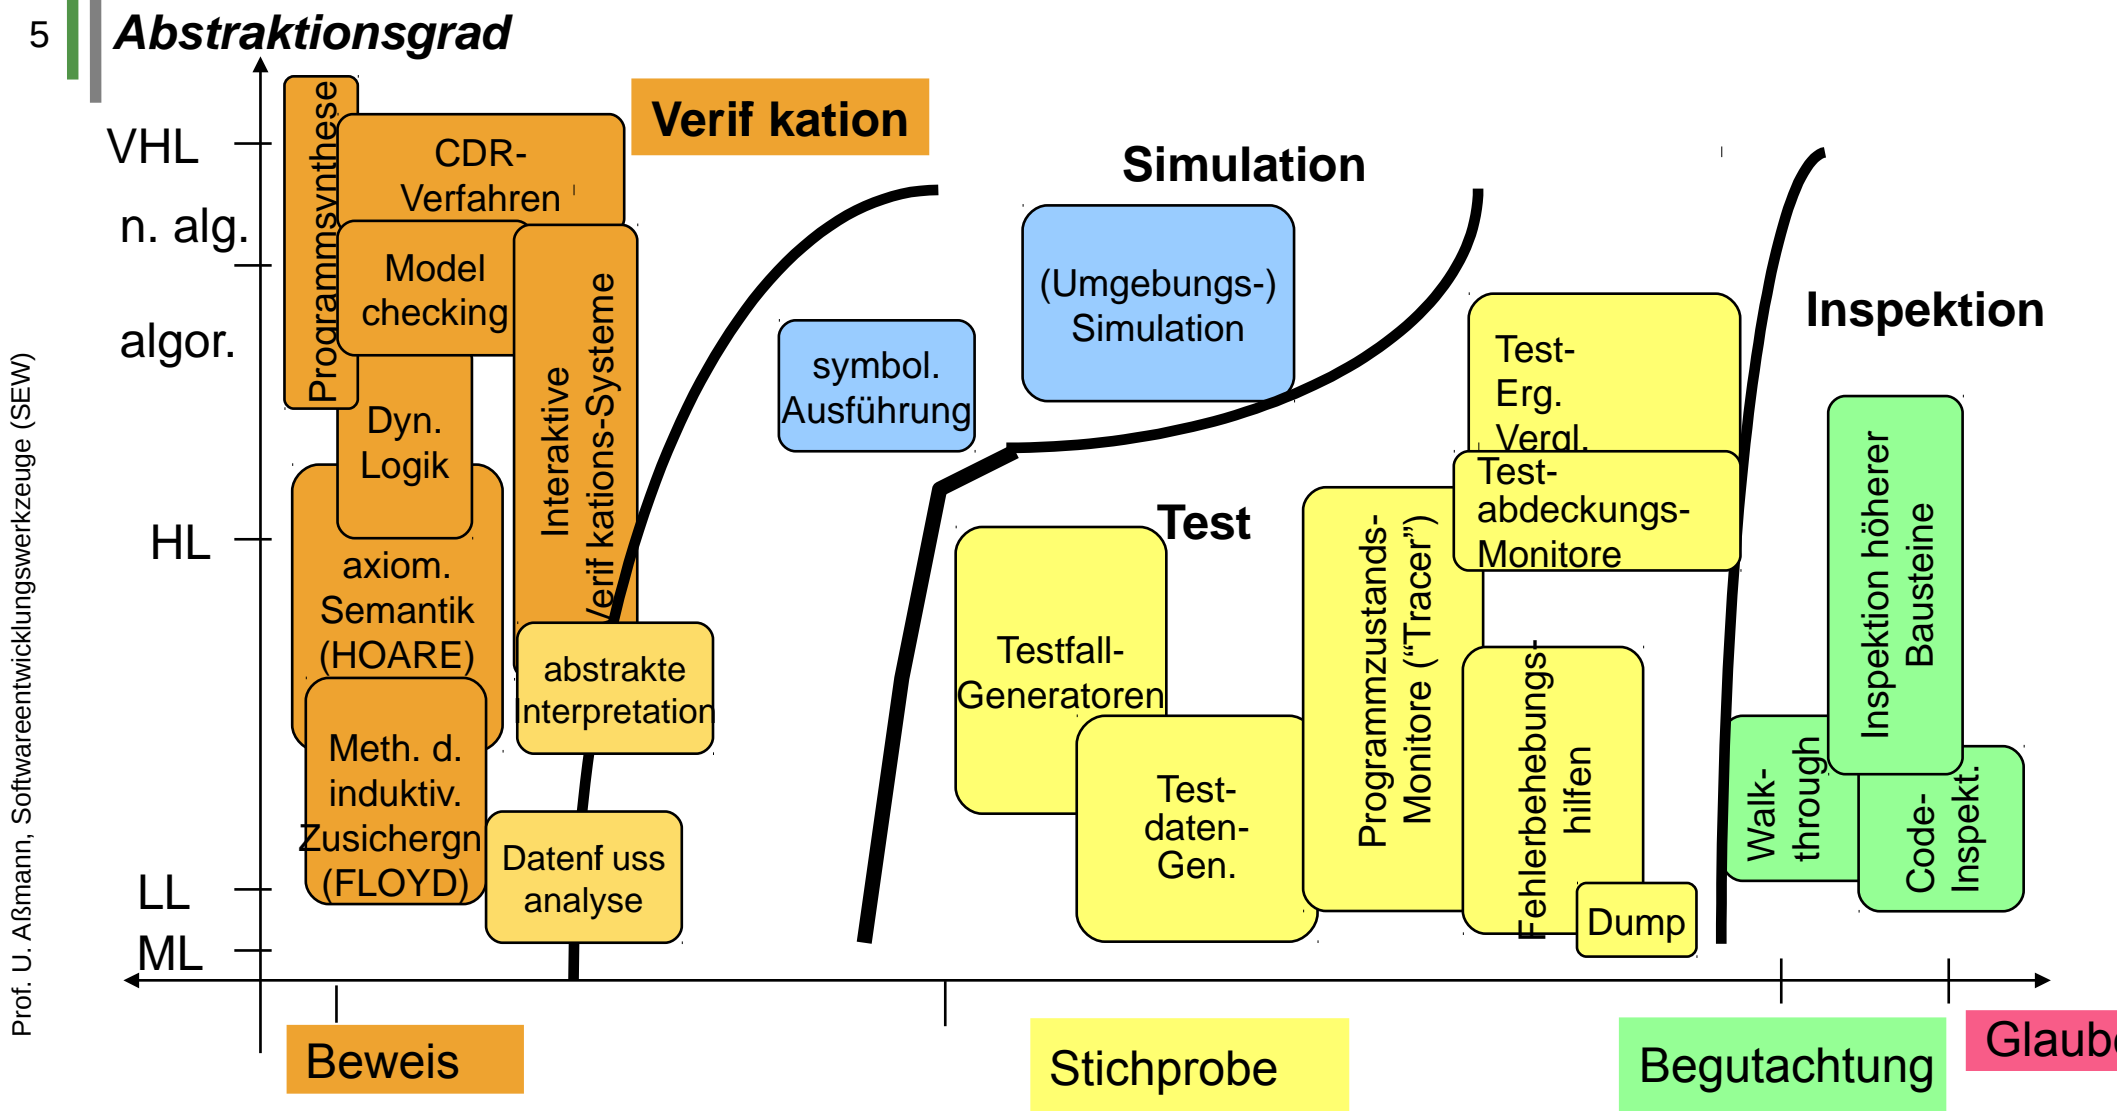 5
Abstraktionsgrad
Verif kation
Simulation
Inspektion
Test
VHL
n. alg.
algor.
HL
LL
ML
Programmsynthese
CDR-
Verfahren
Model
checking
Interaktive
Verif kations-Systeme
Dyn.
Logik
axiom.
Semantik
(HOARE)
Meth. d.
induktiv.
Zusichergn
(FLOYD)
abstrakte
Interpretation
Datenf uss
analyse
symbol.
Ausführung
(Umgebungs-)
Simulation
Testfall-
Generatoren
Test-
daten-
Gen.
Programmzustands-
Monitore (“Tracer”)
Test-
Erg.
Vergl.
Test-
abdeckungs-
Monitore
Fehlerbehebungs-
hilfen
Dump
Walk-
through
Inspektion höherer
Bausteine
Code-
Inspekt.
Beweis
Stichprobe
Begutachtung
Prof. U. Aßmann, Softwareentwicklungswerkzeuge (SEW)